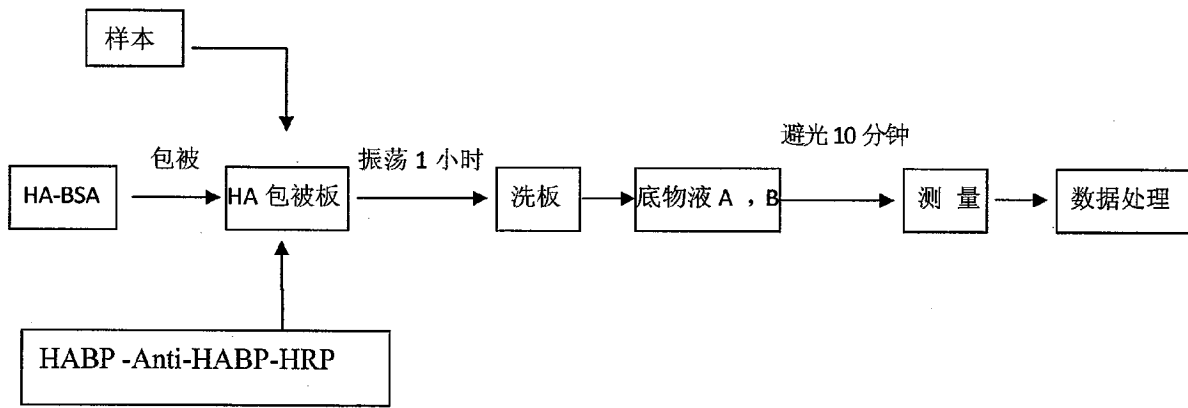 样本
避光 10 分钟
包被
振荡 1 小时
HA-BSA
HA 包被板
洗板
底物液 A ，B
测 量
数据处理
HABP -Anti-HABP-HRP